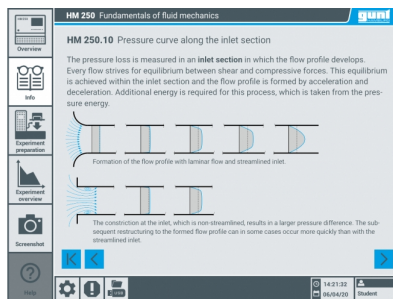 HM 250 Fundamentals of fluid mechanics
gunt
Overview
Info
Experiment
preparation
Experiment
overview
Screenshot
Help
HM 250.10 Pressure curve along the inlet section
The pressure loss is measured in an inlet section in which the flow profile develops.
Every flow strives for equilibrium between shear and compressive forces. This equilibrium
is achieved within the inlet section and the flow profile is formed by acceleration and
deceleration. Additional energy is required for this process, which is taken from the pres-
sure energy.
Formation of the flow profile with laminar flow and streamlined inlet.
The constriction at the inlet, which is non-streamlined, results in a larger pressure difference. The sub-
sequent restructuring to the formed flow profile can in some cases occur more quickly than with the
streamlined inlet.
USB
14:21:32
06/04/20
Student